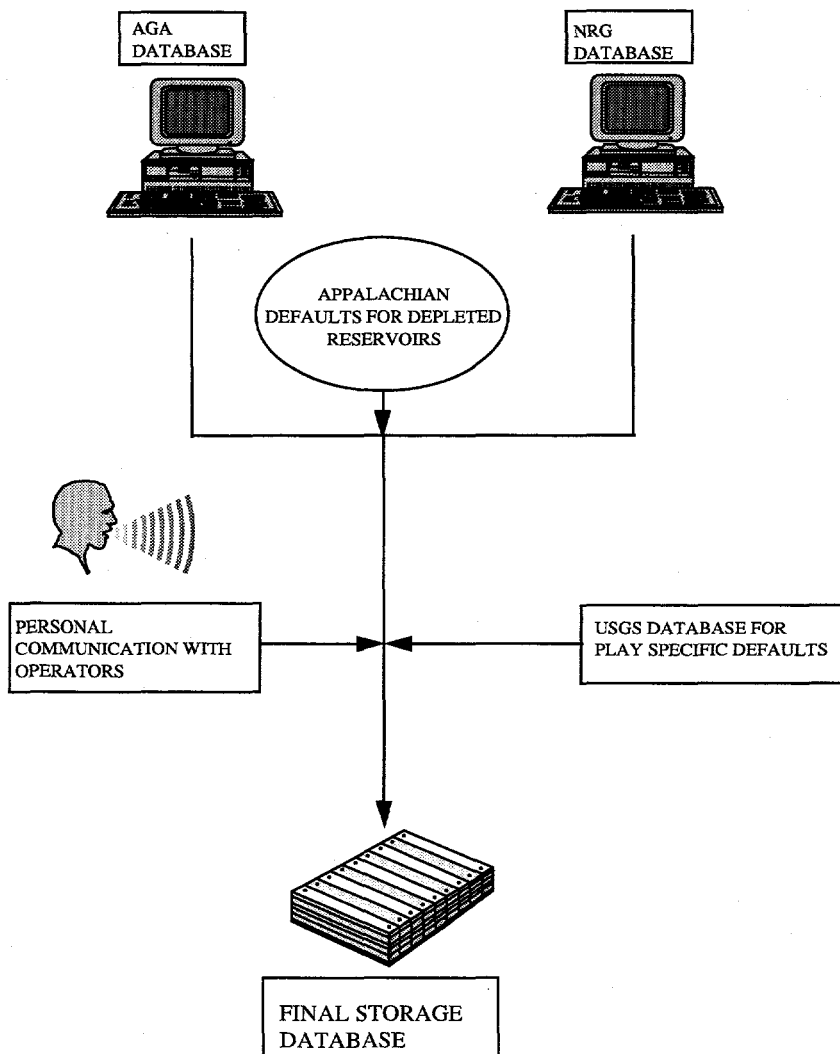 AGA
DATABASE
NRG
DATABASE
APPALACHIAN
DEFAULTS FOR DEPLETED
RESERVOIRS
PERSONAL
COMMUNICATION WITH
OPERATORS
USGS DATABASE FOR
PLAY SPECIFIC DEFAULTS
FINAL STORAGE
DATABASE